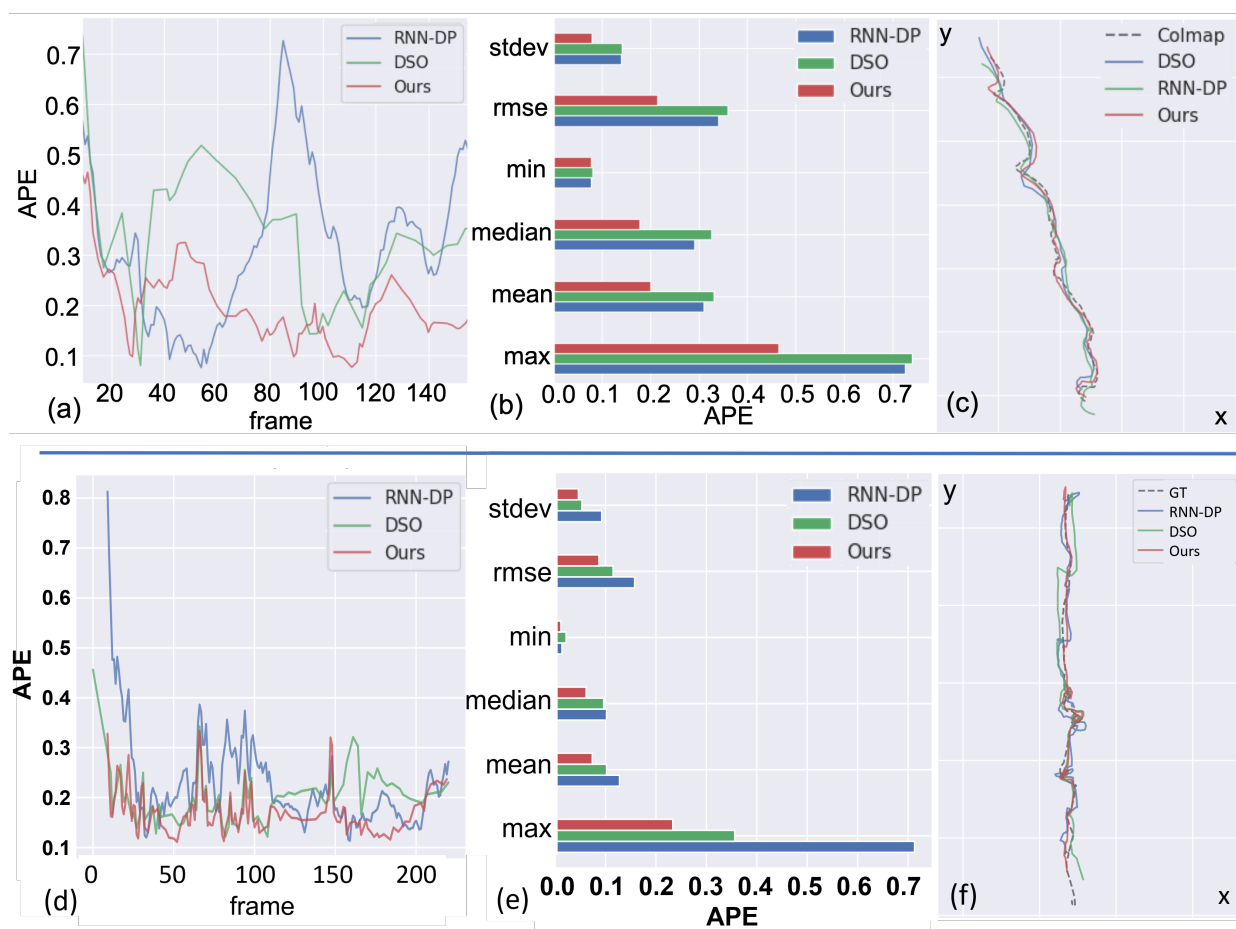 RNN-DP
DSO
Ours
APE
0.7
0.6
0.5
0.4
0.3
0.2
0.1
20 40 60 80 100 120 140
frame
(a)
RNN-DP
DSO
Ours
stdev
rmse
min
median
mean
max
0.0 0.1 0.2 0.3 0.4 0.5 0.6 0.7
APE
(b)
y
Colmap
DSO
RNN-DP
Ours
(c)
x
RNN-DP
DSO
Ours
APE
0.8
0.7
0.6
0.5
0.4
0.3
0.2
0.1
0 50 100 150 200
frame
(d)
RNN-DP
DSO
Ours
stdev
rmse
min
median
mean
max
0.0 0.1 0.2 0.3 0.4 0.5 0.6 0.7
APE
(e)
y
GT
RNN-DP
DSO
Ours
(f)
x